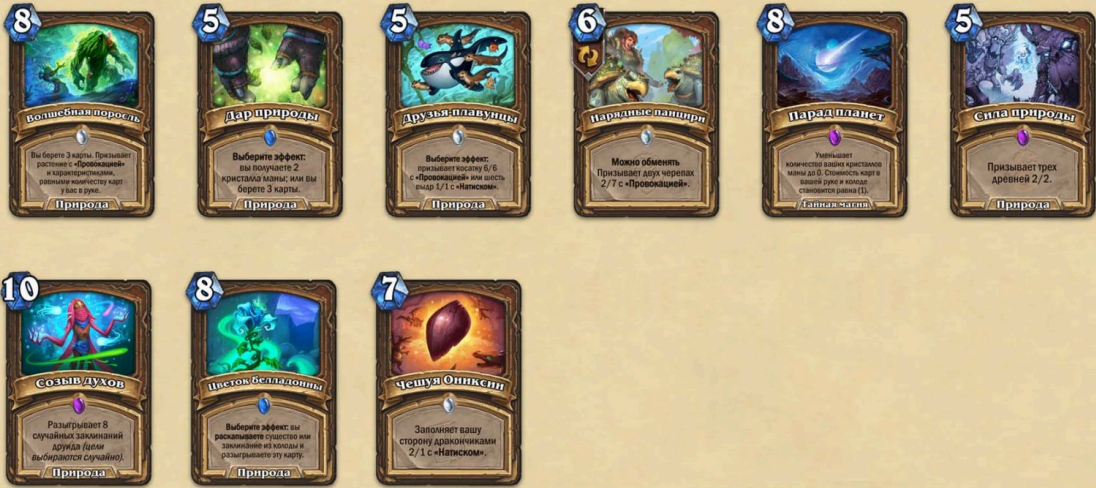 8
Волшебная поросль
Вы берете 3 карты. Призывает
растение с «Провокацией»
и характеристиками,
равными количеству карт
у вас в руке.
Природа
5
Дар природы
Выберите эффект:
вы получаете 2
кристалла маны; или вы
берете 3 карты.
Природа
5
Друзья-плавунцы
Выберите эффект:
призывает косатку 6/6
с «Провокацией» или шесть
выдр 1/1 с «Натиском».
Природа
6
Нарядные панцири
Можно обменять
Призывает двух черепах
2/7 с «Провокацией».
Природа
8
Парад планет
Уменьшает
количество ваших кристаллов
маны до 0. Стоимость карт в
вашей руке и колоде
становится равна (1).
Тайная магия
5
Сила природы
Призывает трех
древней 2/2.
Природа
10
Созыв духов
Разыгрывает 8
случайных заклинаний
друида (цели
выбираются случайно).
Природа
8
Цветок белладонны
Выберите эффект: вы
раскапываете существо или
заклинание из колоды и
разыгрываете эту карту.
Природа
7
Чешуя Ониксии
Заполняет вашу
сторону дракончиками
2/1 с «Натиском».